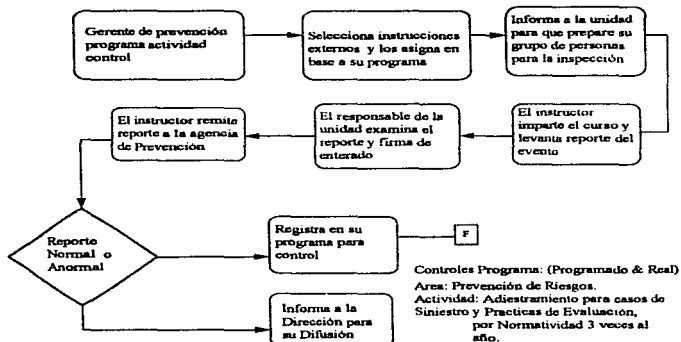 Gerente de prevención
programa actividad
control
Selecciona instrucciones
externos y los asigna en
base a su programa
Informa a la unidad
para que prepare su
grupo de personas
para la inspección
El instructor remite
reporte a la agencia
de Prevención
El responsable de la
unidad examina el
reporte y firma de
enterado
El instructor
imparte el curso y
levanta reporte del
evento
Reporte
Normal o
Anormal
Registra en su
programa para
control
F
Informa a la
Dirección para
su Difusión
Controles Programa: (Programado & Real)
Area: Prevención de Riesgos.
Actividad: Adiestramiento para casos de
Siniestro y Practicas de Evaluación,
por Normatividad 3 veces al
año.